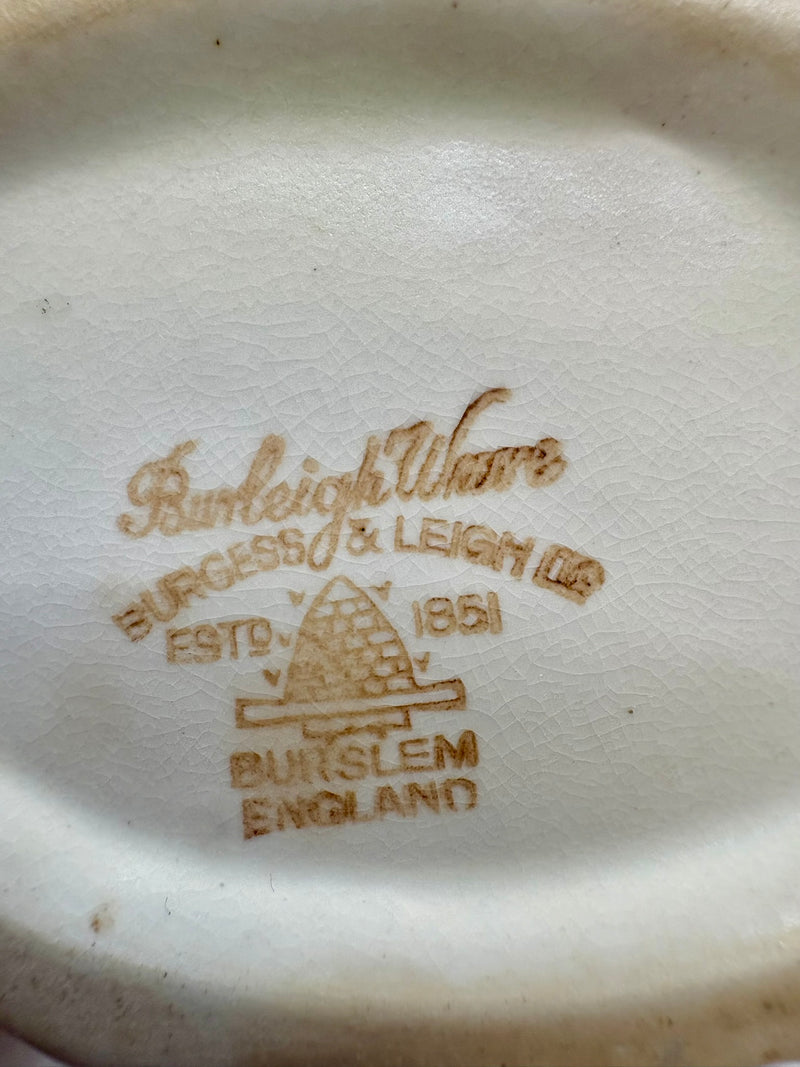 Burleigh Ware
BURGESS & LEIGH LTD
ESTD 1851
BURSLEM
ENGLAND